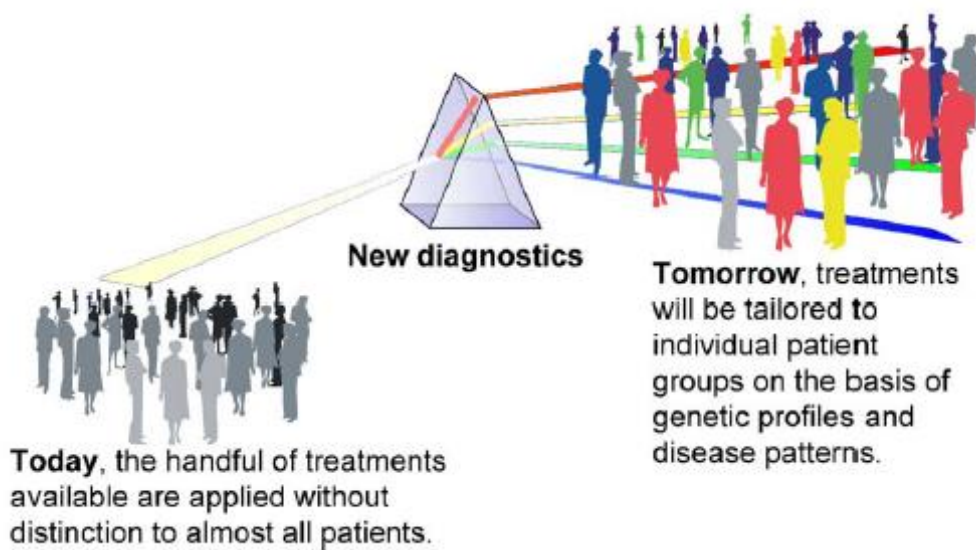 New diagnostics
Tomorrow, treatments
will be tailored to
individual patient
groups on the basis of
genetic profiles and
disease patterns.
Today, the handful of treatments
available are applied without
distinction to almost all patients.